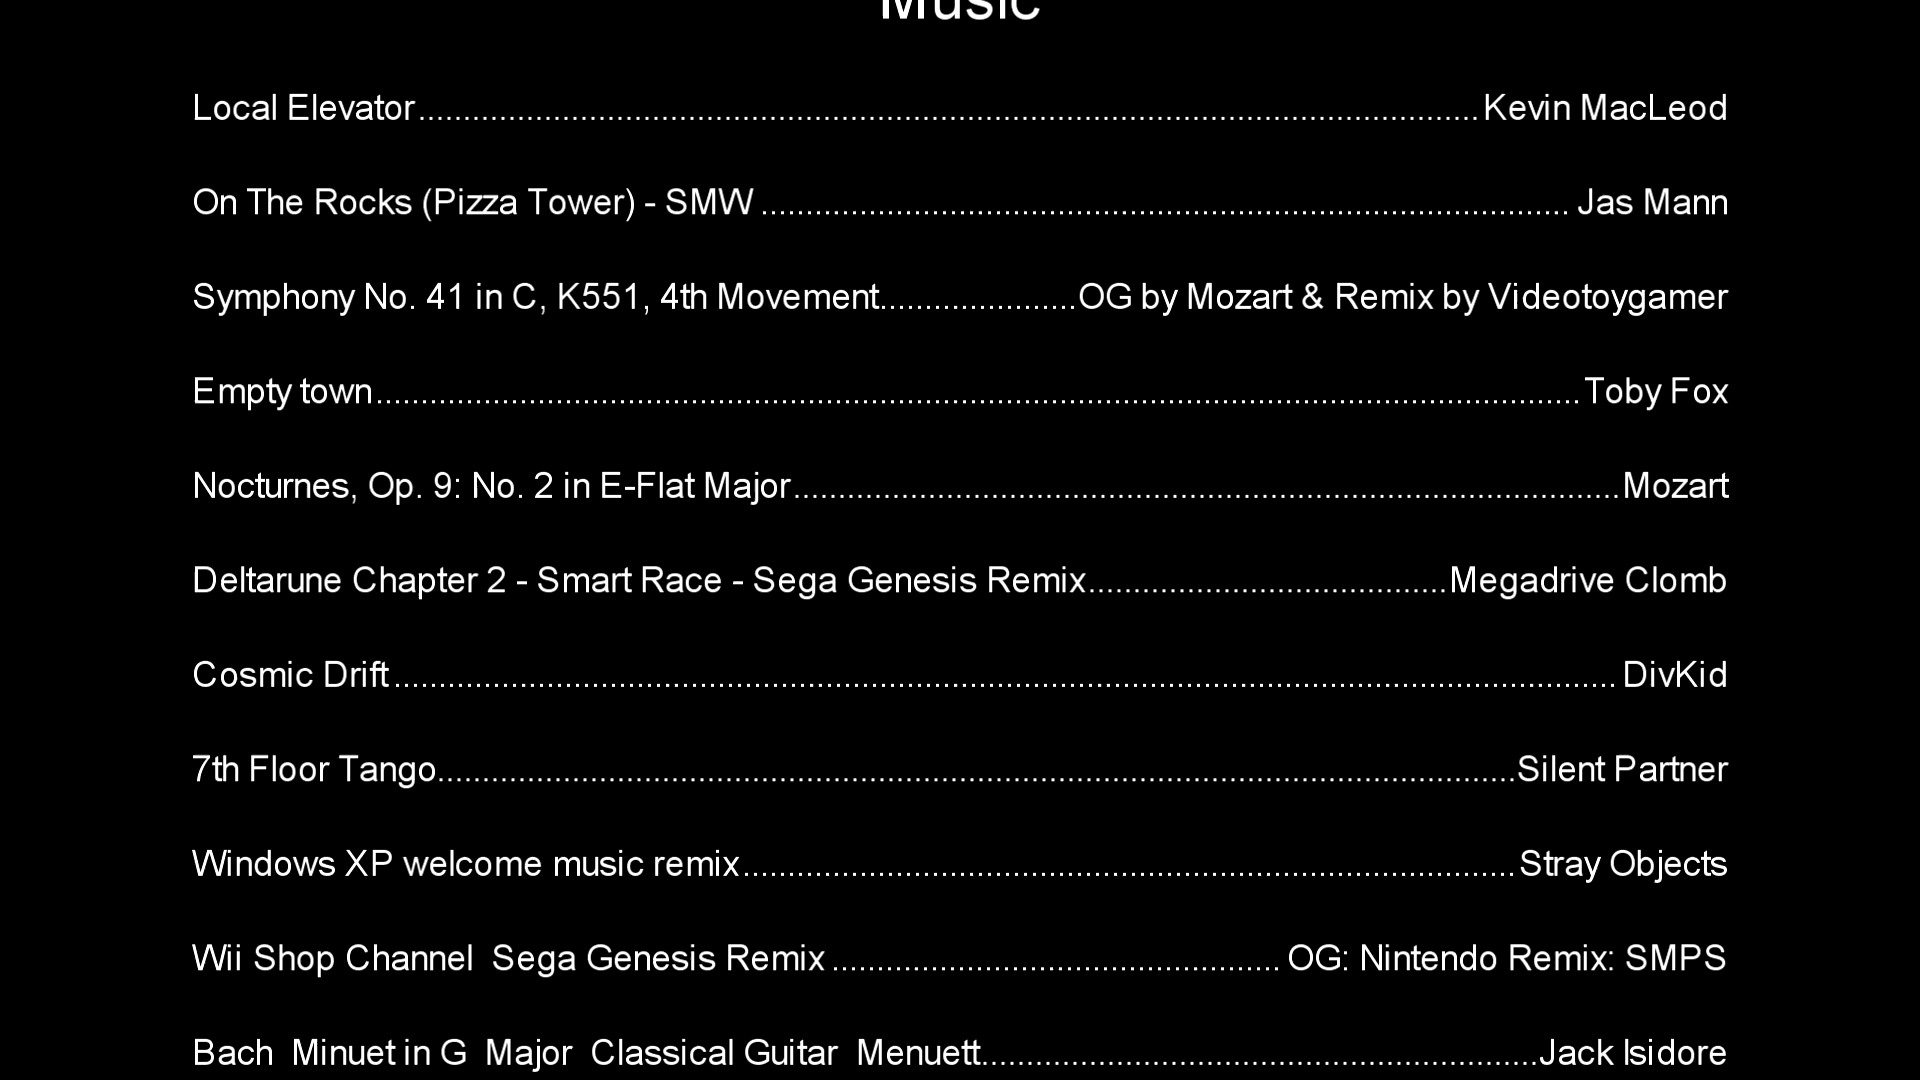 Music
Local Elevator..........................................................................................................................Kevin MacLeod
On The Rocks (Pizza Tower) - SMW.......................................................................................... Jas Mann
Symphony No. 41 in C, K551, 4th Movement......................OG by Mozart & Remix by Videotoygamer
Empty town......................................................................................................................................Toby Fox
Nocturnes, Op. 9: No. 2 in E-Flat Major............................................................................................Mozart
Deltarune Chapter 2 - Smart Race - Sega Genesis Remix........................................Megadrive Clomb
Cosmic Drift........................................................................................................................................ DivKid
7th Floor Tango........................................................................................................................Silent Partner
Windows XP welcome music remix......................................................................................Stray Objects
Wii Shop Channel  Sega Genesis Remix.................................................. OG: Nintendo Remix: SMPS
Bach  Minuet in G  Major  Classical Guitar  Menuett..............................................................Jack Isidore